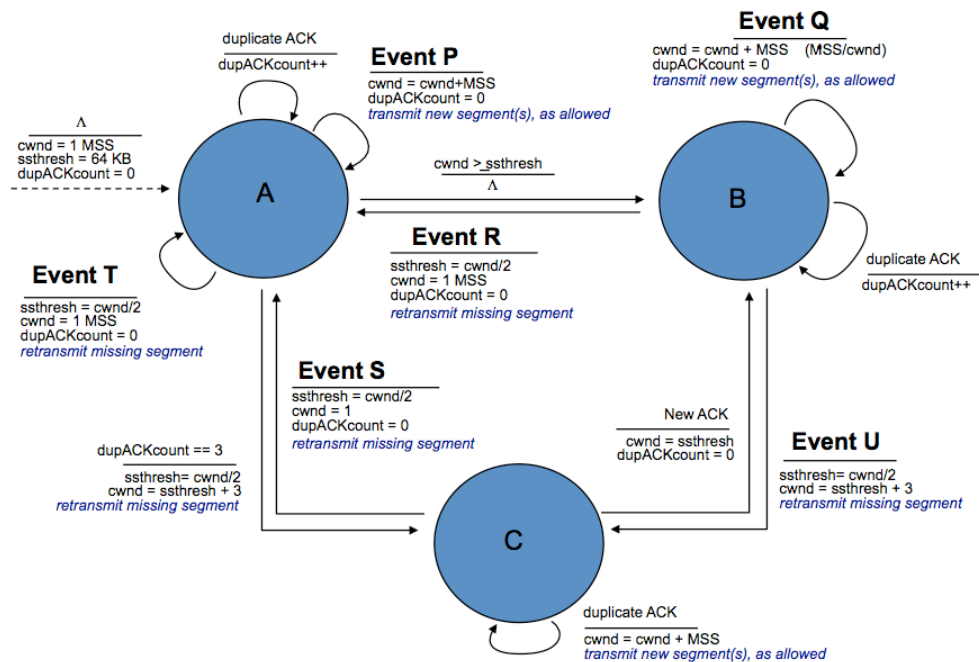 Event Q
cwnd = cwnd + MSS (MSS/cwnd)
dupACKcount = 0
transmit new segment(s), as allowed
duplicate ACK
dupACKcount++
Event P
cwnd = cwnd+MSS
dupACKcount = 0
transmit new segment(s), as allowed
Λ
cwnd = 1 MSS
ssthresh = 64 KB
dupACKcount = 0
A
cwnd > ssthresh
Λ
B
Event T
ssthresh = cwnd/2
cwnd = 1 MSS
dupACKcount = 0
retransmit missing segment
Event R
ssthresh = cwnd/2
cwnd = 1 MSS
dupACKcount = 0
retransmit missing segment
duplicate ACK
dupACKcount++
Event S
ssthresh = cwnd/2
cwnd = 1
dupACKcount = 0
retransmit missing segment
New ACK
cwnd = ssthresh
dupACKcount = 0
Event U
ssthresh= cwnd/2
cwnd = ssthresh + 3
retransmit missing segment
dupACKcount == 3
ssthresh= cwnd/2
cwnd = ssthresh + 3
retransmit missing segment
C
duplicate ACK
cwnd = cwnd + MSS
transmit new segment(s), as allowed